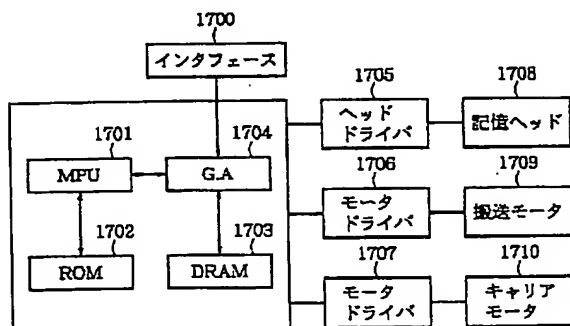 1700
インタフェース
1701
MPU
1704
G.A
1702
ROM
1703
DRAM
1705
ヘッド
ドライバ
1708
記憶ヘッド
1706
モータ
ドライバ
1709
搬送モータ
1707
モータ
ドライバ
1710
キャリア
モータ